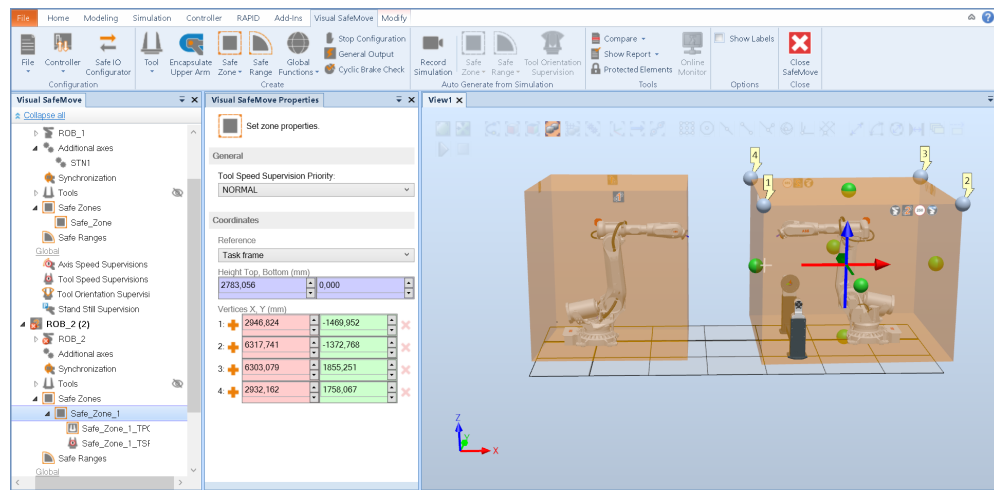 File Home Modeling Simulation Controller RAPID Add-Ins Visual SafeMove Modify
File Controller Safe IO Configurator
Configuration
Tool Encapsulate Upper Arm Safe Zone Safe Range Global Functions
Stop Configuration
General Output
Cyclic Brake Check
Create
Record Simulation Safe Zone Safe Range Tool Orientation Supervision
Auto Generate from Simulation
Compare
Show Report
Protected Elements
Online Monitor
Tools
Show Labels
Options
Close SafeMove
Close
Visual SafeMove
Collapse all
ROB_1
Additional axes
STN1
Synchronization
Tools
Safe Zones
Safe_Zone
Safe Ranges
Global
Axis Speed Supervisions
Tool Speed Supervisions
Tool Orientation Supervisi
Stand Still Supervision
ROB_2 (2)
ROB_2
Additional axes
Synchronization
Tools
Safe Zones
Safe_Zone_1
Safe_Zone_1_TPC
Safe_Zone_1_TSF
Safe Ranges
Global
Visual SafeMove Properties
Set zone properties.
General
Tool Speed Supervision Priority:
NORMAL
Coordinates
Reference
Task frame
Height Top, Bottom (mm)
2783,056 0,000
Vertices X, Y (mm)
1: 2946,824 -1469,952
2: 6317,741 -1372,768
3: 6303,079 1855,251
4: 2932,162 1758,067
View1
4
3
1
2
Z
Y
X